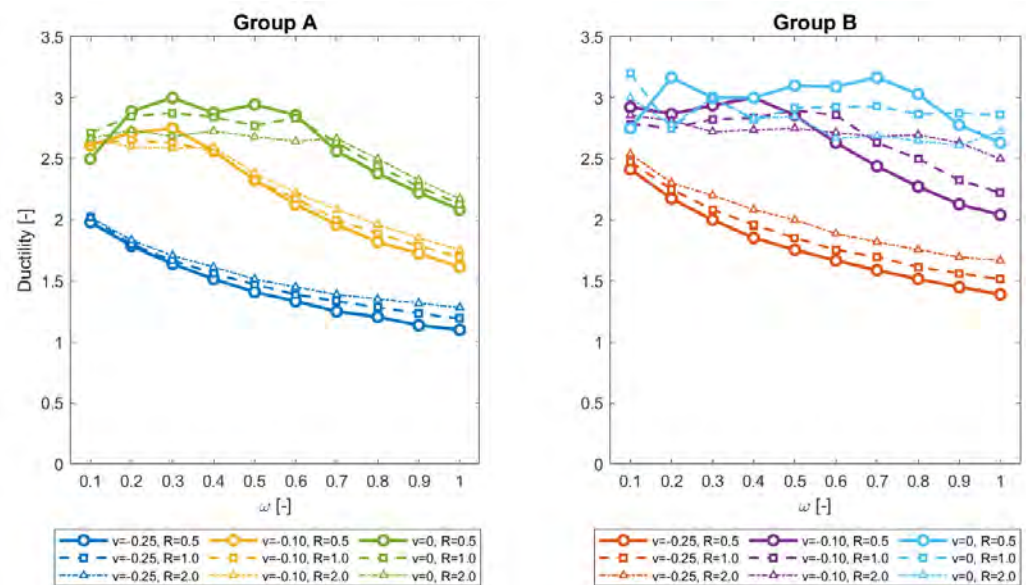 Group A
Ductility [-]
3.5
3
2.5
2
1.5
1
0.5
0
0.1 0.2 0.3 0.4 0.5 0.6 0.7 0.8 0.9 1
ω [-]
v=-0.25, R=0.5 v=-0.10, R=0.5 v=0, R=0.5
v=-0.25, R=1.0 v=-0.10, R=1.0 v=0, R=1.0
v=-0.25, R=2.0 v=-0.10, R=2.0 v=0, R=2.0
Group B
3.5
3
2.5
2
1.5
1
0.5
0
0.1 0.2 0.3 0.4 0.5 0.6 0.7 0.8 0.9 1
ω [-]
v=-0.25, R=0.5 v=-0.10, R=0.5 v=0, R=0.5
v=-0.25, R=1.0 v=-0.10, R=1.0 v=0, R=1.0
v=-0.25, R=2.0 v=-0.10, R=2.0 v=0, R=2.0